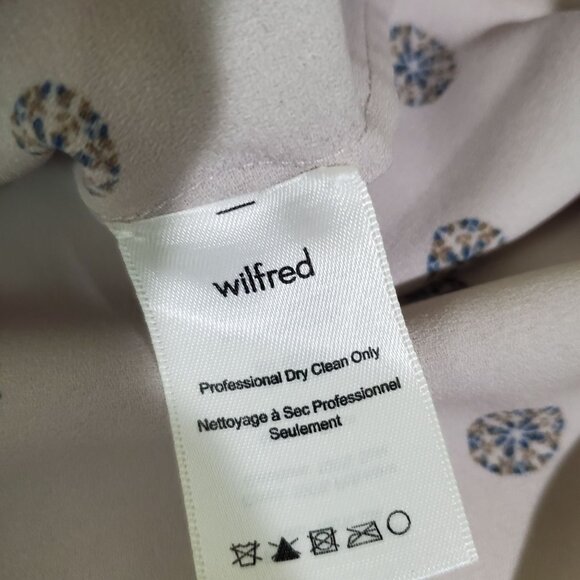 wilfred
Professional Dry Clean Only
Nettoyage à Sec Professionnel
Seulement